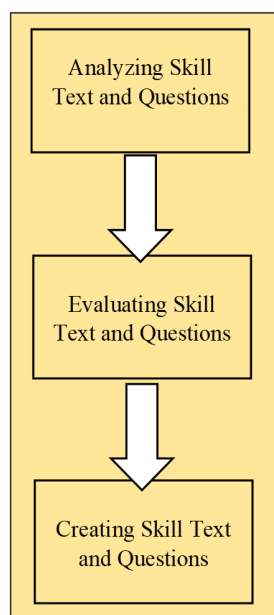 Analyzing Skill
Text and Questions
Evaluating Skill
Text and Questions
Creating Skill Text
and Questions